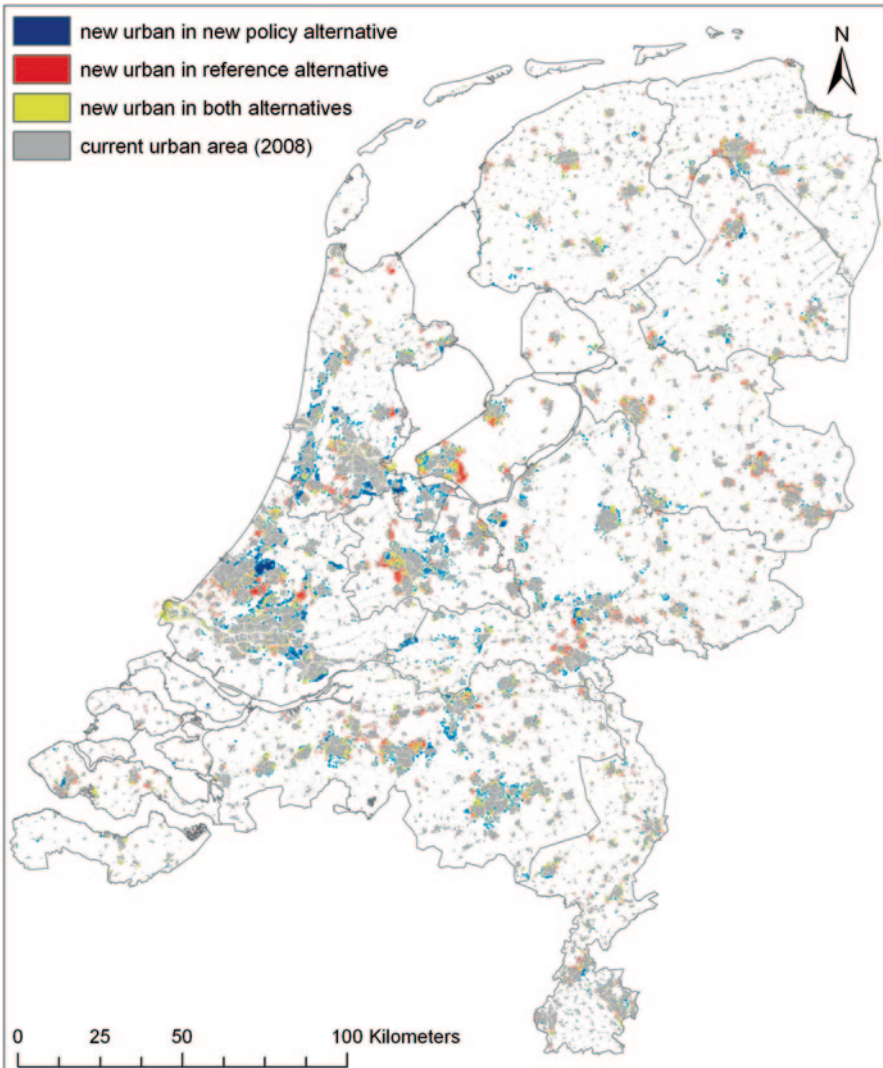 new urban in new policy alternative
new urban in reference alternative
new urban in both alternatives
current urban area (2008)
N
0 25 50 100 Kilometers